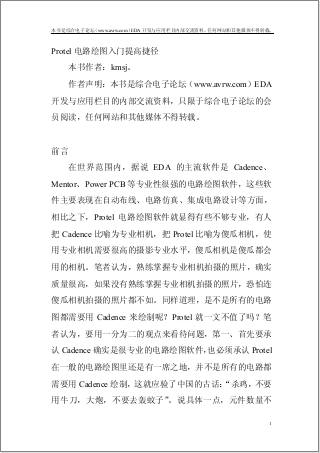 本书是综合电子论坛（www.avrw.com）EDA 开发与应用栏目内部交流资料。任何网站和其他媒体不得转载。
Protel 电路绘图入门提高捷径
本书作者：kmsj。
作者声明：本书是综合电子论坛（www.avrw.com）EDA
开发与应用栏目的内部交流资料，只限于综合电子论坛的会
员阅读，任何网站和其他媒体不得转载。
前言
在世界范围内，据说 EDA 的主流软件是 Cadence、
Mentor、Power PCB 等专业性很强的电路绘图软件，这些软
件主要表现在自动布线、电路仿真、集成电路设计等方面，
相比之下，Protel 电路绘图软件就显得有些不够专业，有人
把 Cadence 比喻为专业相机，把 Protel 比喻为傻瓜相机，使
用专业相机需要很高的摄影专业水平，傻瓜相机是傻瓜都会
用的相机。笔者认为，熟练掌握专业相机拍摄的照片，确实
质量很高，如果没有熟练掌握专业相机拍摄的照片，恐怕连
傻瓜相机拍摄的照片都不如。同样道理，是不是所有的电路
图都需要用 Cadence 来绘制呢？Protel 就一文不值了吗？笔
者认为，要用一分为二的观点来看待问题，第一、首先要承
认 Cadence 确实是很专业的电路绘图软件，也必须承认 Protel
在一般的电路绘图里还是有一席之地，并不是所有的电路都
需要用 Cadence 绘制，这就应验了中国的古话：“杀鸡，不要
用牛刀，大炮，不要去轰蚊子”。说具体一点，元件数量不
1